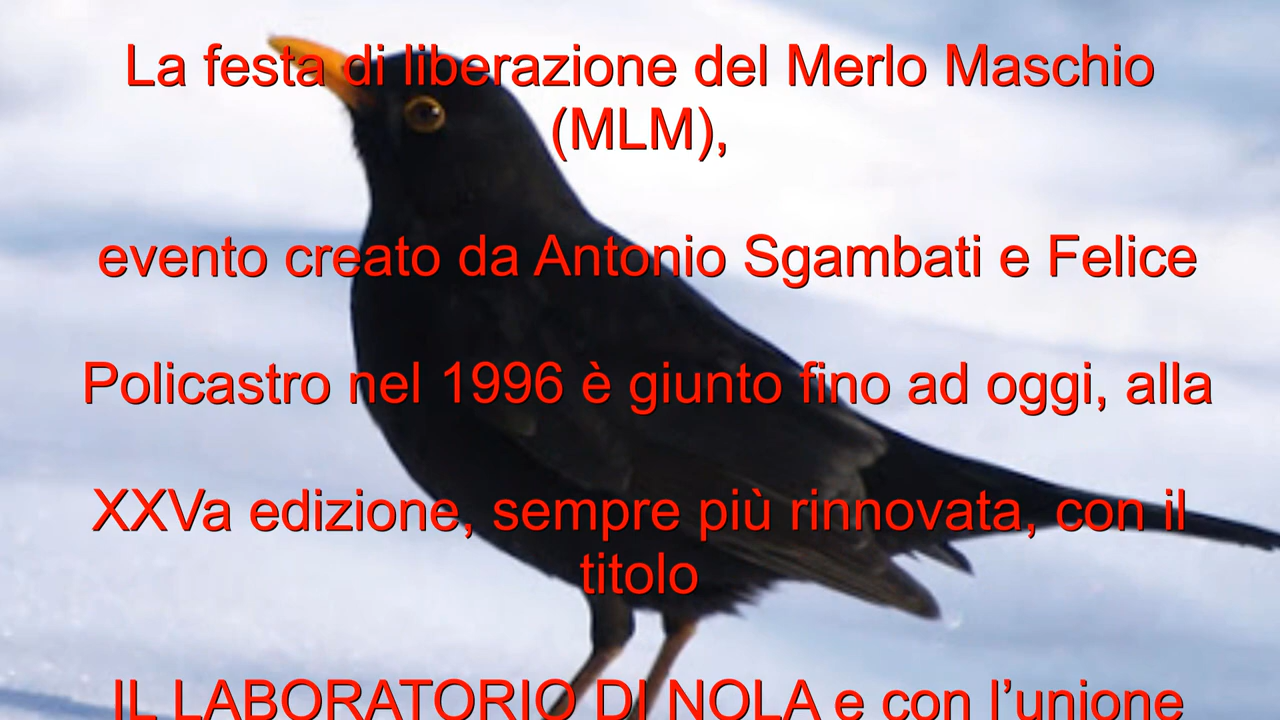 La festa di liberazione del Merlo Maschio
(MLM),
evento creato da Antonio Sgambati e Felice
Policastro nel 1996 è giunto fino ad oggi, alla
XXVa edizione, sempre più rinnovata, con il
titolo
IL LABORATORIO DI NOLA e con l’unione